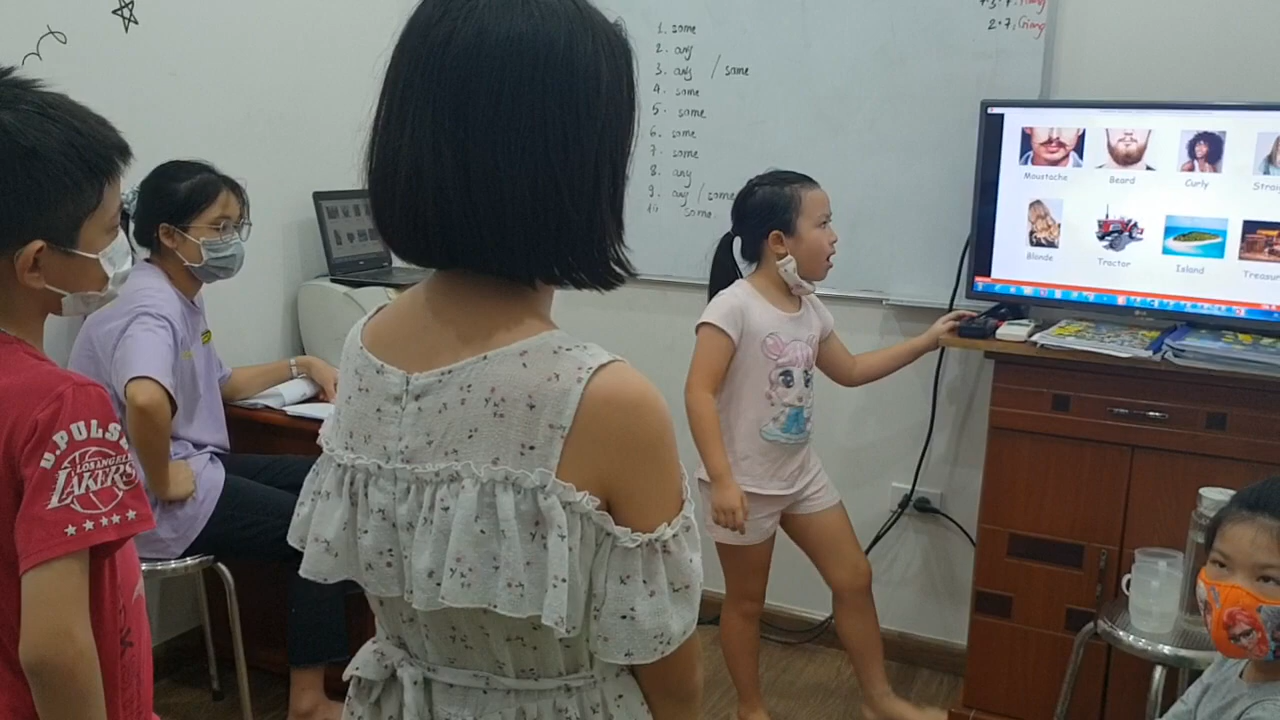 1. some
2. any
3. any / some
4. some
5. some
6. some
7. some
8. any
9. any / some
10. some.
2.7. Giang
Moustache
Beard
Curly
Blonde
Tractor
Island
U.PULSE
LOS ANGELES
LAKERS
LG